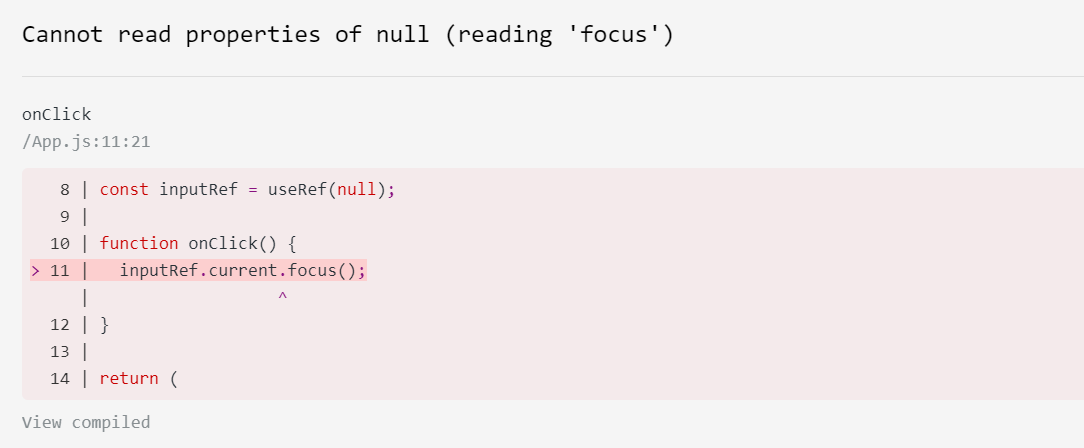 Cannot read properties of null (reading 'focus')
onClick
/App.js:11:21
   8 | const inputRef = useRef(null);
   9 |
  10 | function onClick() {
> 11 |   inputRef.current.focus();
     |                   ^
  12 | }
  13 |
  14 | return (
View compiled